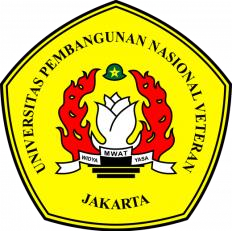 UNIVERSITAS PEMBANGUNAN NASIONAL VETERAN
WIDYA MWAT YASA
JAKARTA